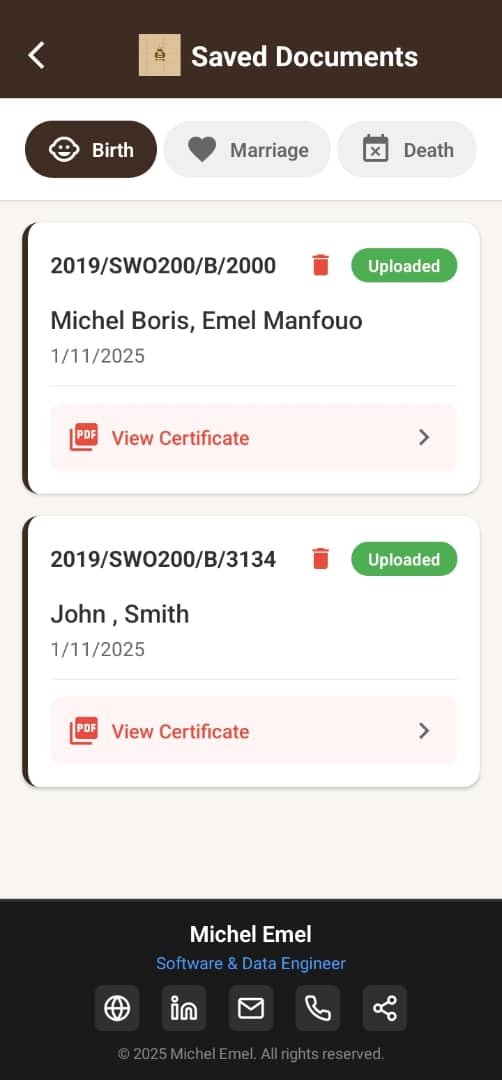 Saved Documents
Birth Marriage Death
2019/SWO200/B/2000 Uploaded
Michel Boris, Emel Manfouo
1/11/2025
PDF View Certificate
2019/SWO200/B/3134 Uploaded
John , Smith
1/11/2025
PDF View Certificate
Michel Emel
Software & Data Engineer
in
© 2025 Michel Emel. All rights reserved.